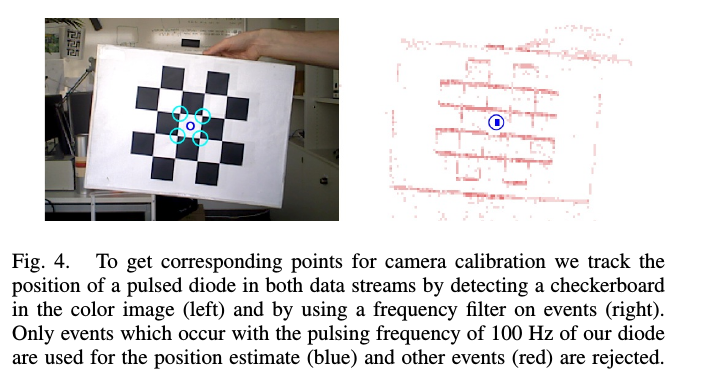 Fig. 4. To get corresponding points for camera calibration we track the
position of a pulsed diode in both data streams by detecting a checkerboard
in the color image (left) and by using a frequency filter on events (right).
Only events which occur with the pulsing frequency of 100 Hz of our diode
are used for the position estimate (blue) and other events (red) are rejected.